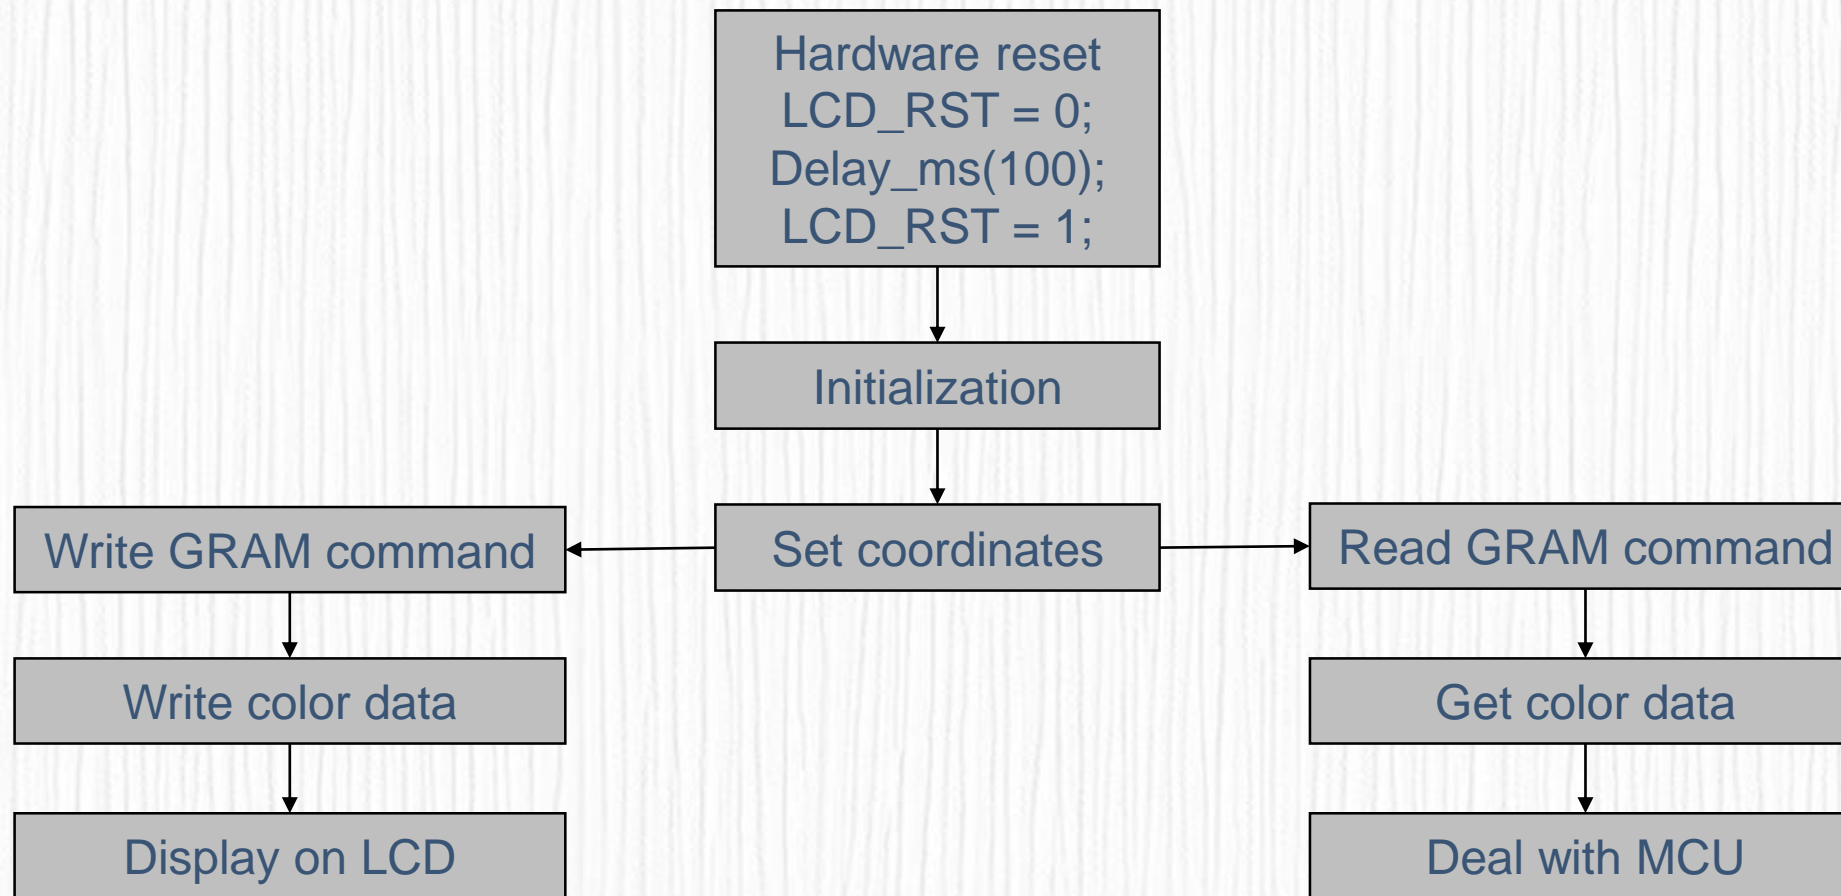 Hardware reset
LCD_RST = 0;
Delay_ms(100);
LCD_RST = 1;
Initialization
Write GRAM command
Set coordinates
Read GRAM command
Write color data
Get color data
Display on LCD
Deal with MCU